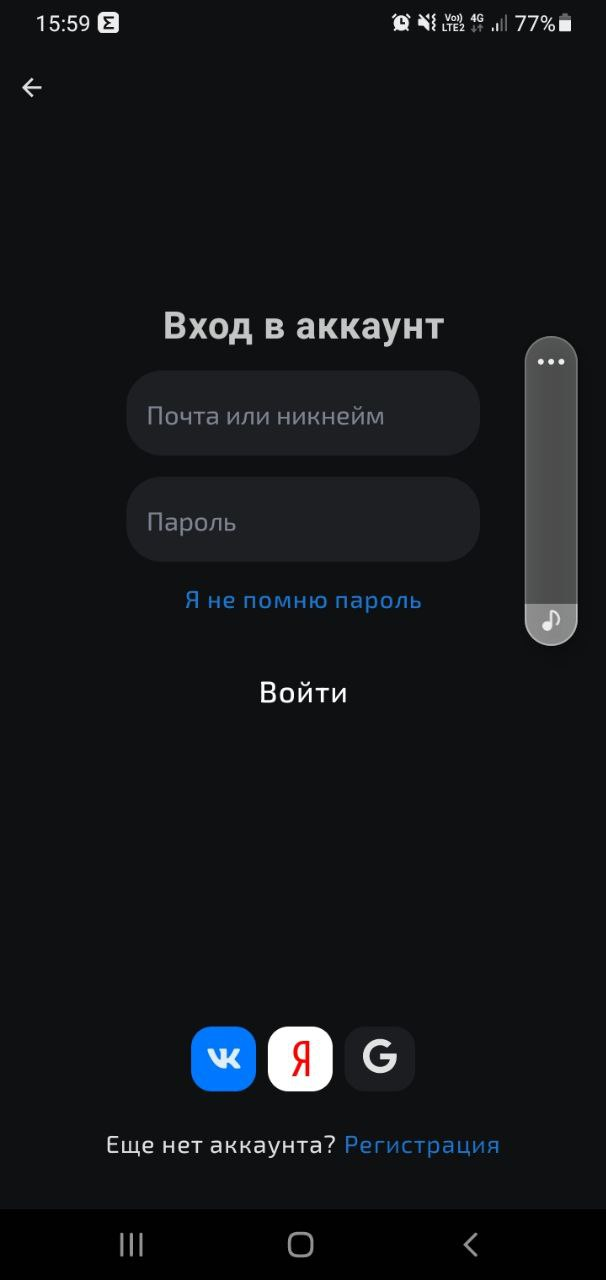 15:59 Σ Vo)) LTE2 4G 77%
Вход в аккаунт
Почта или никнейм
Пароль
Я не помню пароль
Войти
Я G
Еще нет аккаунта? Регистрация